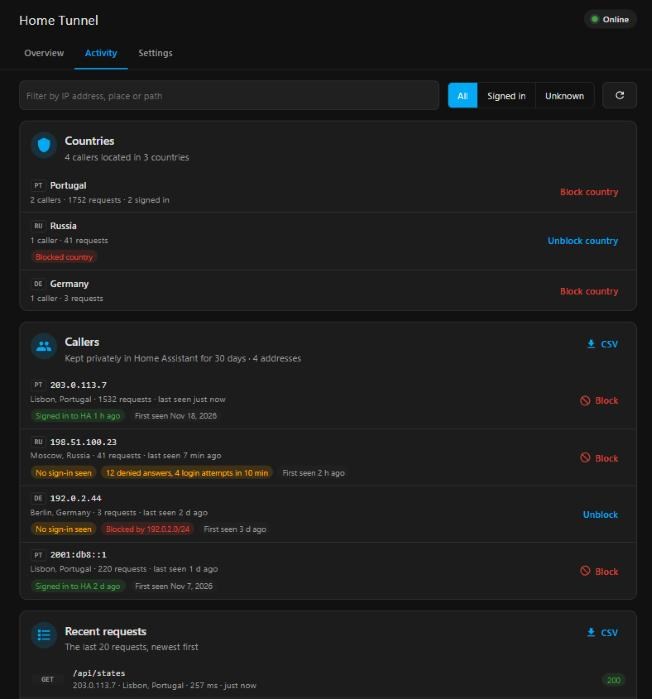 Home Tunnel
Online
Overview Activity Settings
Filter by IP address, place or path
All Signed in Unknown
Countries
4 callers located in 3 countries
PT Portugal
2 callers · 1752 requests · 2 signed in
Block country
RU Russia
1 caller · 41 requests
Blocked country
Unblock country
DE Germany
1 caller · 3 requests
Block country
Callers
Kept privately in Home Assistant for 30 days · 4 addresses
CSV
PT 203.0.113.7
Lisbon, Portugal · 1532 requests · last seen just now
Signed in to HA 1 h ago First seen Nov 18, 2026
Block
RU 198.51.100.23
Moscow, Russia · 41 requests · last seen 7 min ago
No sign-in seen 12 denied answers, 4 login attempts in 10 min First seen 2 h ago
Block
DE 192.0.2.44
Berlin, Germany · 3 requests · last seen 2 d ago
No sign-in seen Blocked by 192.0.2.0/24 First seen 3 d ago
Unblock
PT 2001:db8::1
Lisbon, Portugal · 220 requests · last seen 1 d ago
Signed in to HA 2 d ago First seen Nov 7, 2026
Block
Recent requests
The last 20 requests, newest first
CSV
GET /api/states
203.0.113.7 · Lisbon, Portugal · 257 ms · just now
200